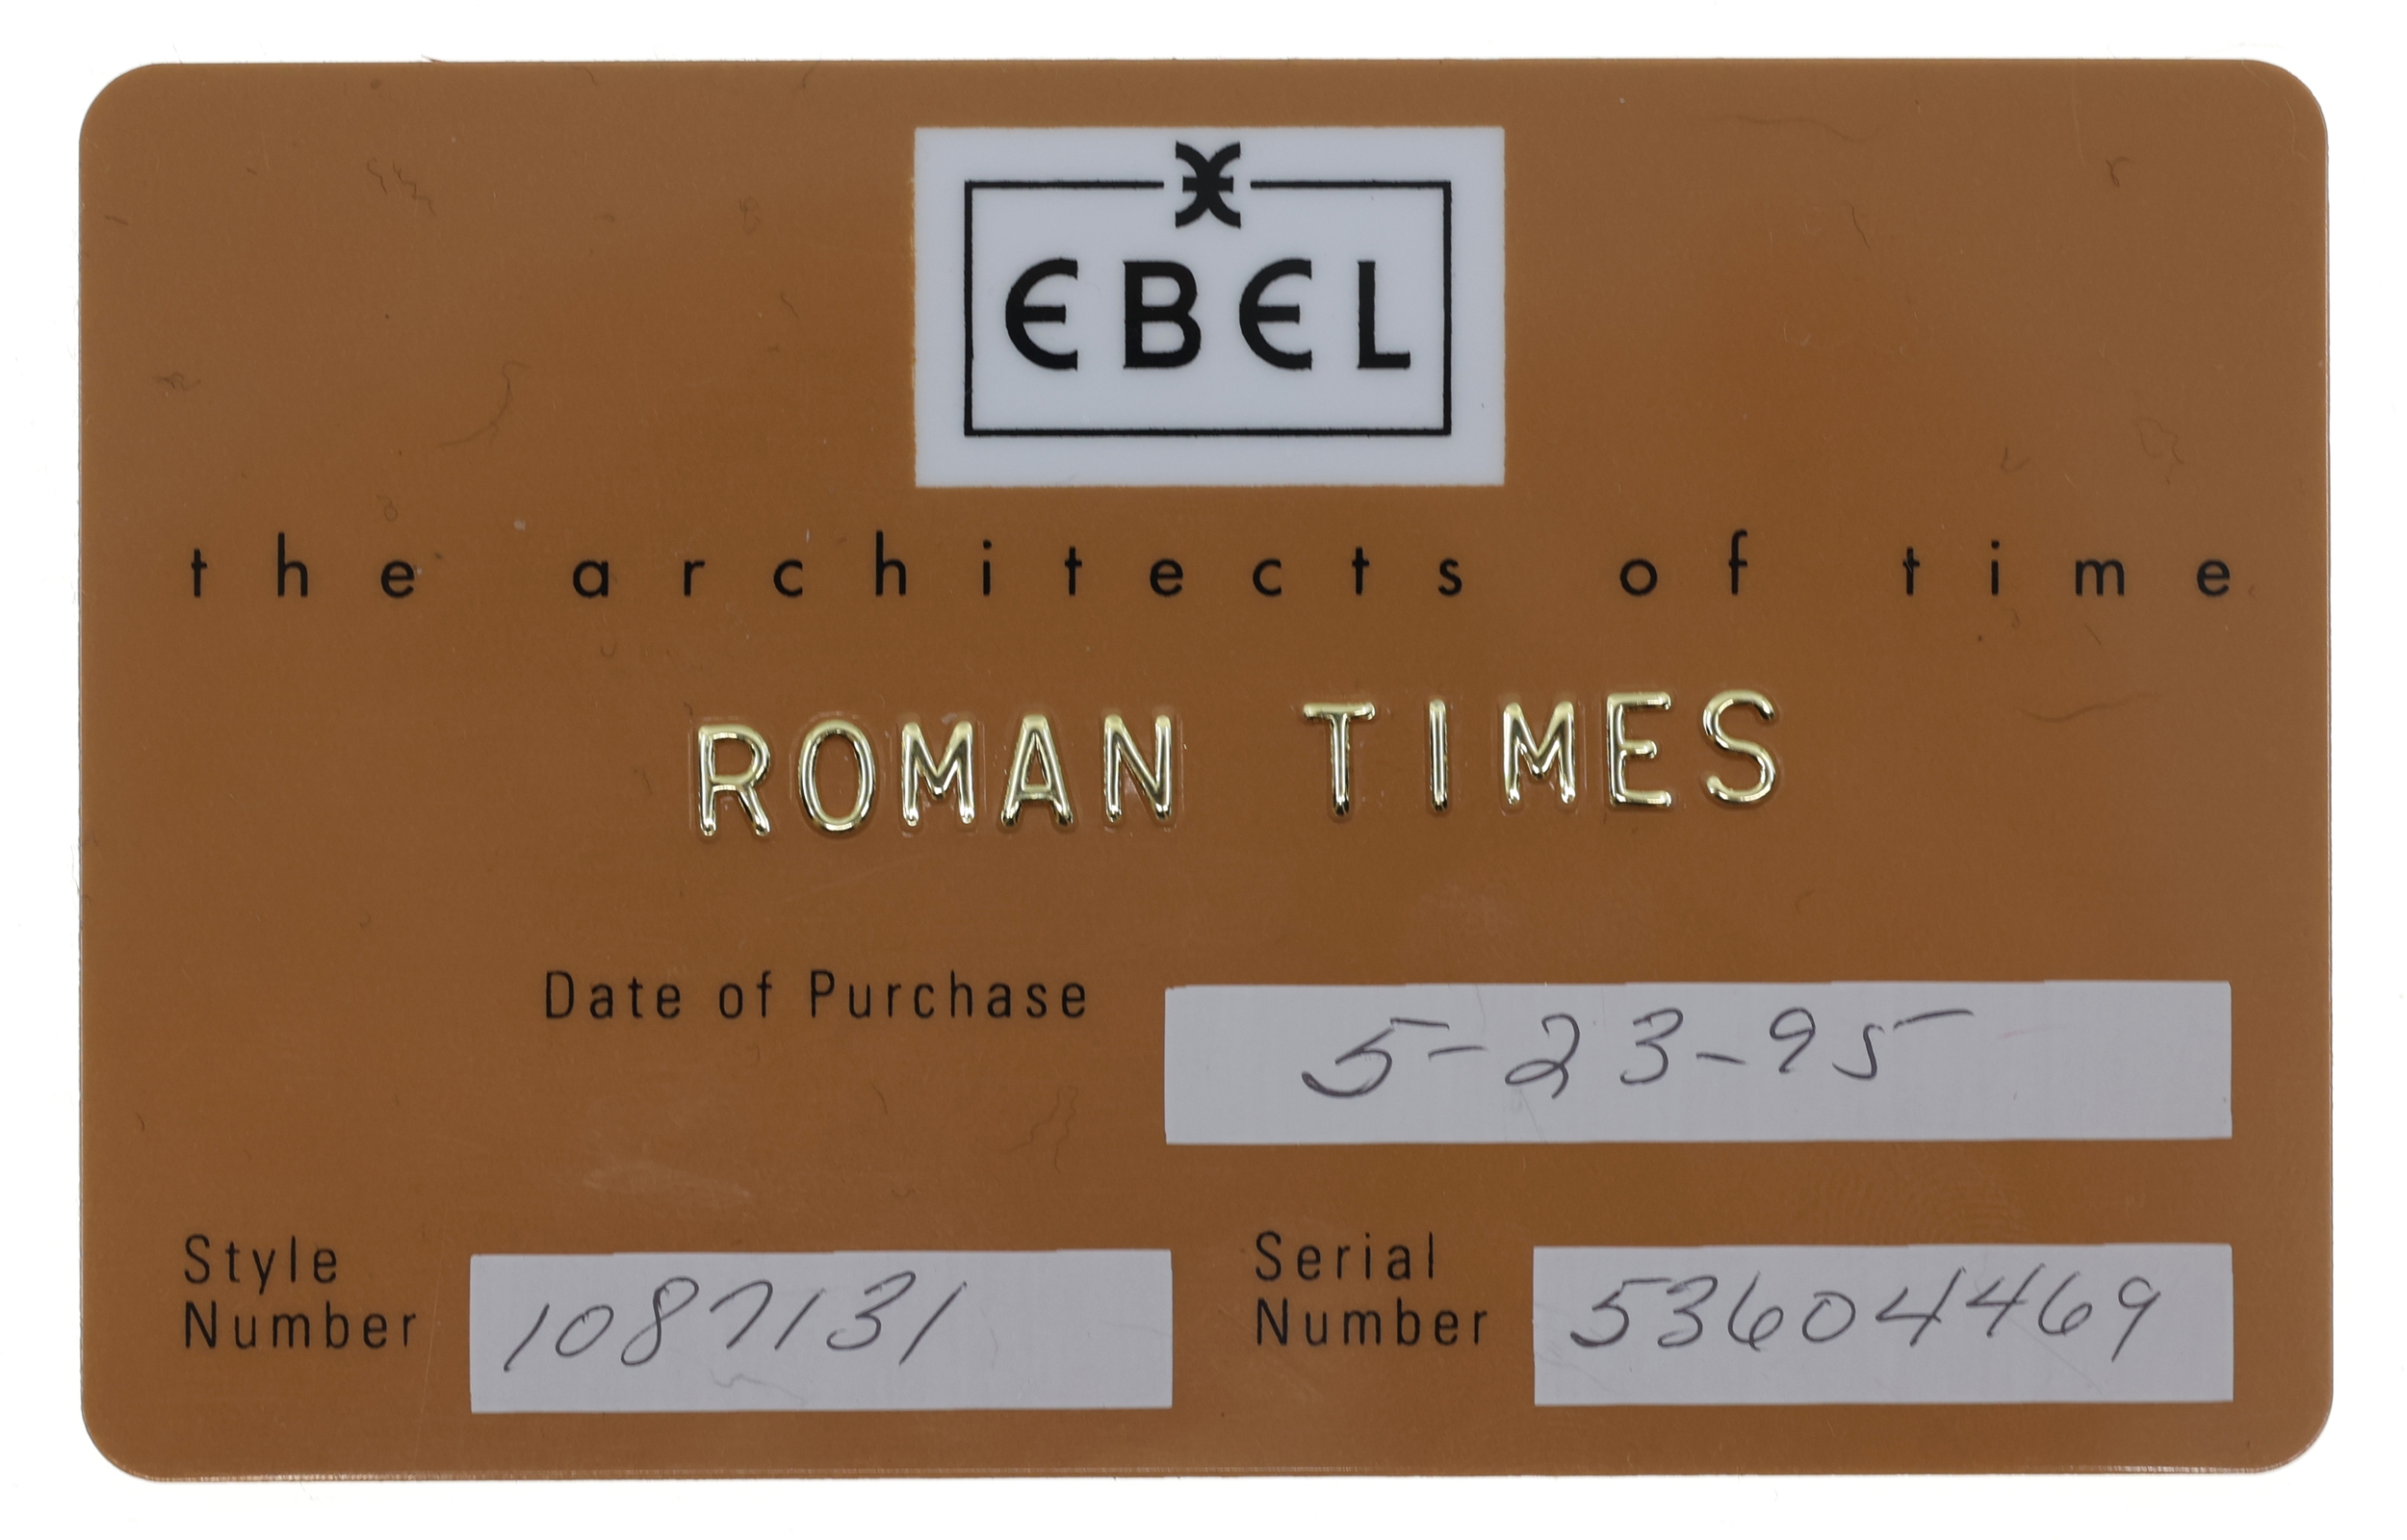 EBEL
the architects of time
ROMAN TIMES
Date of Purchase 5-23-95
Style Number 1087131
Serial Number 53604469